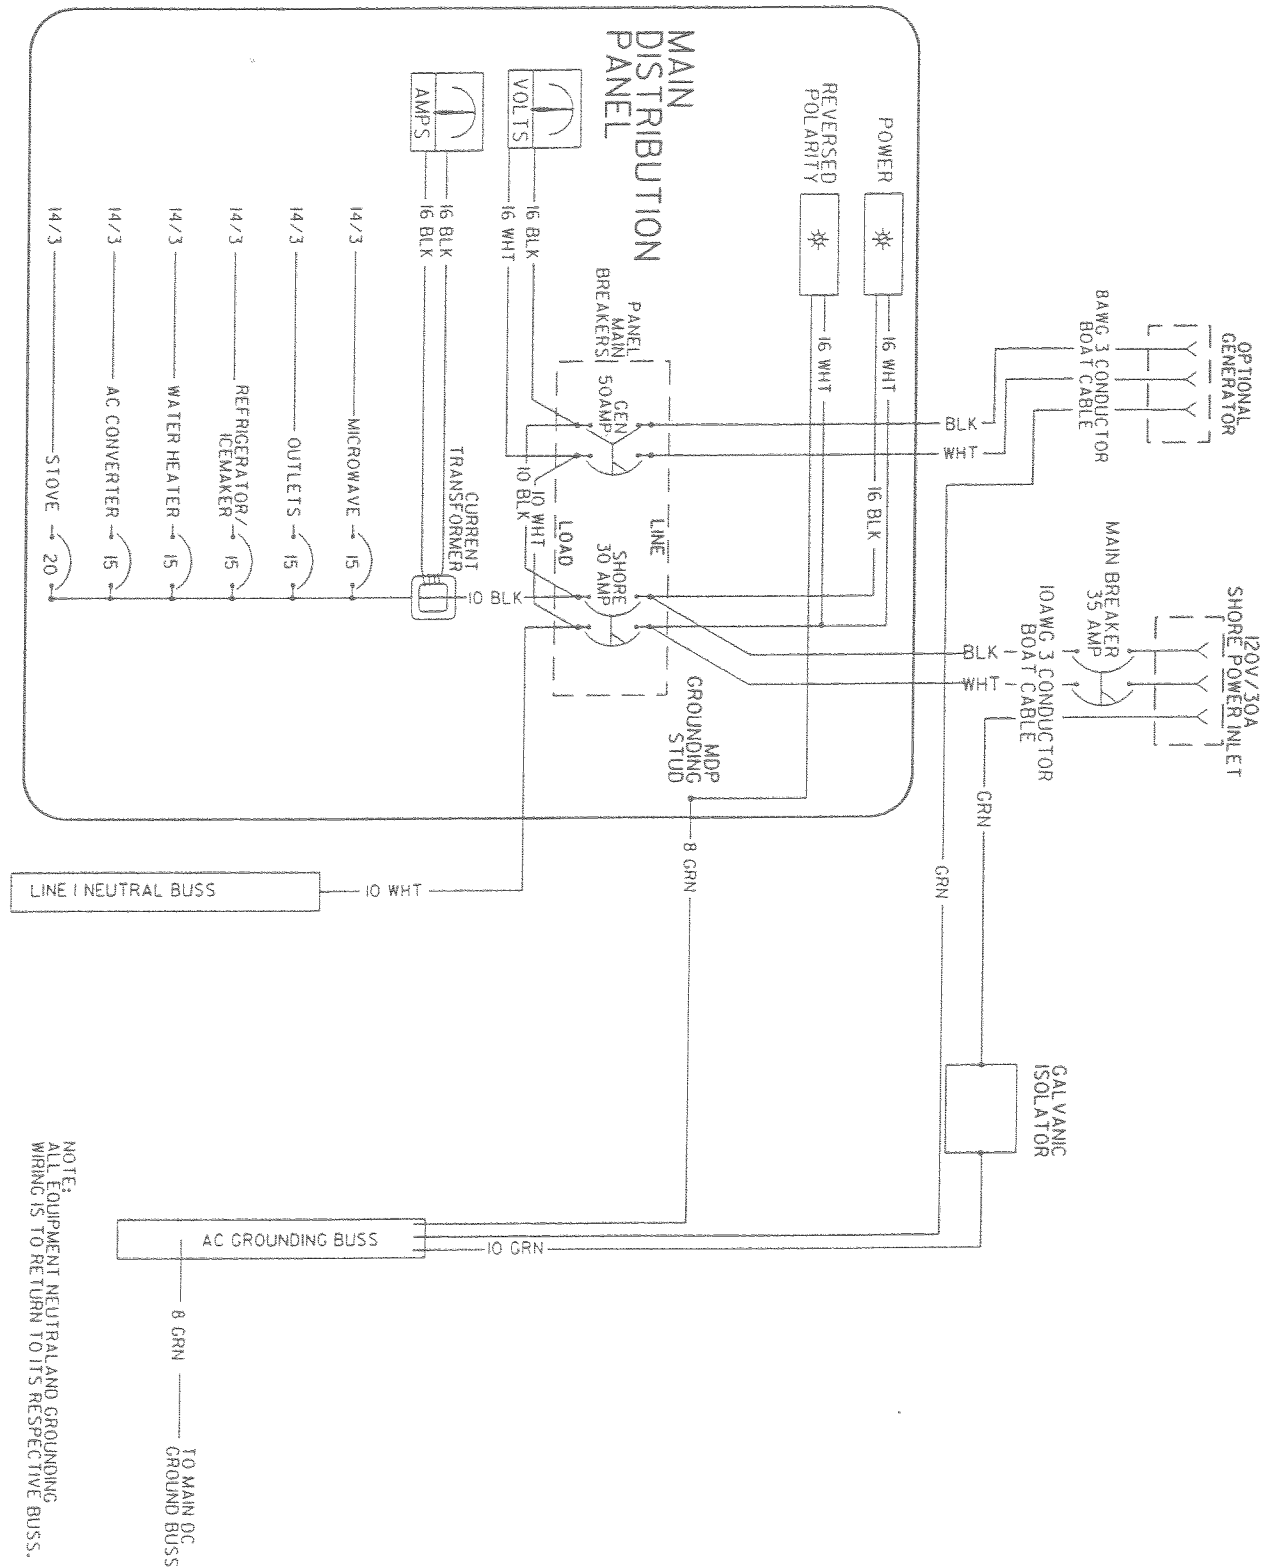 OPTIONAL
GENERATOR
8AWG 3 CONDUCTOR
BOAT CABLE
120V/30A
SHORE POWER INLET
MAIN BREAKER
35 AMP
10AWG 3 CONDUCTOR
BOAT CABLE
BLK
WHT
BLK
WHT
GRN
GRN
GALVANIC
ISOLATOR
POWER
REVERSED
POLARITY
16 WHT
16 WHT
16 BLK
MAIN
DISTRIBUTION
PANEL
VOLTS
AMPS
16 BLK
16 WHT
16 BLK
16 BLK
PANEL
MAIN
BREAKERS
GEN
50AMP
LINE
LOAD
SHORE
30 AMP
10 WHT
10 BLK
CURRENT
TRANSFORMER
10 BLK
MDP
GROUNDING
STUD
8 GRN
14/3
MICROWAVE
15
14/3
OUTLETS
15
14/3
REFRIGERATOR/
ICEMAKER
15
14/3
WATER HEATER
15
14/3
AC CONVERTER
15
14/3
STOVE
20
LINE 1 NEUTRAL BUSS
10 WHT
AC GROUNDING BUSS
10 GRN
8 GRN
TO MAIN DC
GROUND BUSS
NOTE:
ALL EQUIPMENT NEUTRAL AND GROUNDING
WIRING IS TO RETURN TO ITS RESPECTIVE BUSS.